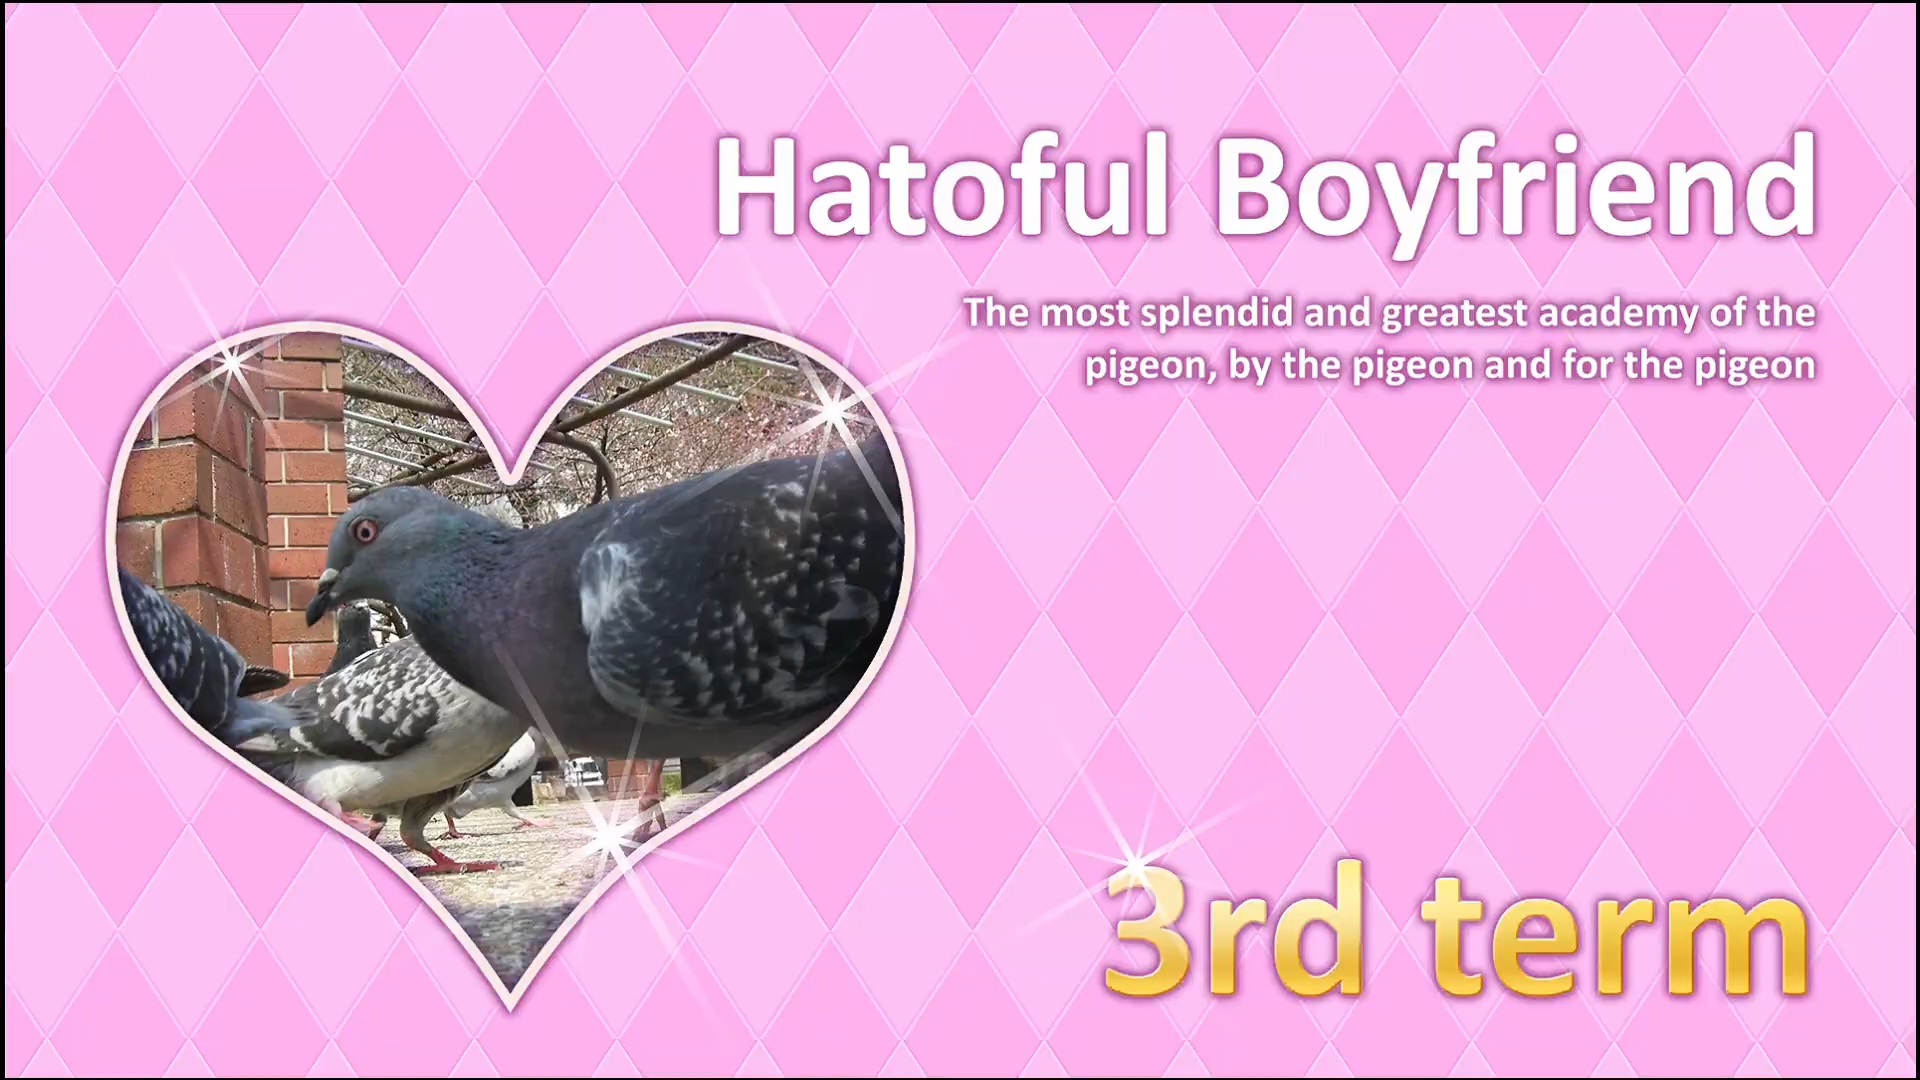 Hatoful Boyfriend
The most splendid and greatest academy of the
pigeon, by the pigeon and for the pigeon
3rd term